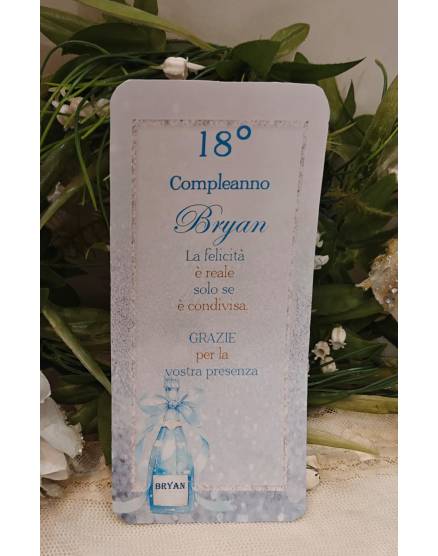 18°
Compleanno
Bryan
La felicità
è reale
solo se
è condivisa.
GRAZIE
per la
vostra presenza
BRYAN